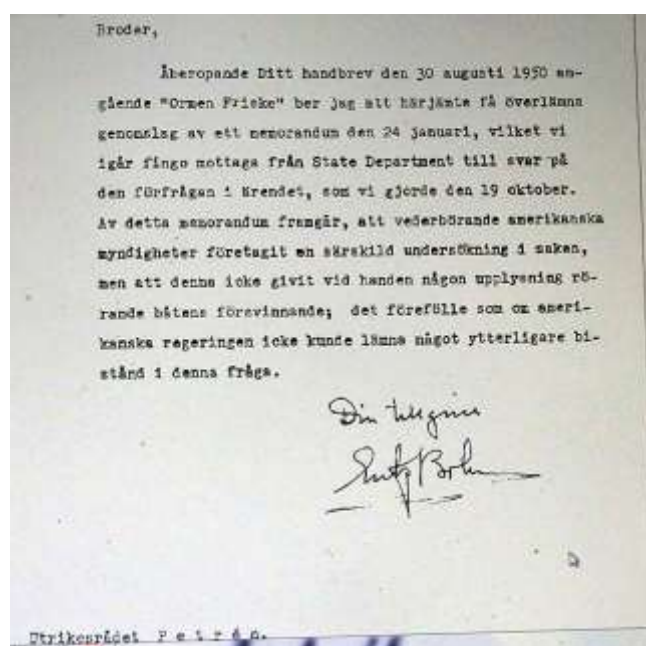 Broder,
Åberopande Ditt handbrev den 30 augusti 1950 an-
gående "Ormen Fricke" ber jag att härjämte få överlämna
genomslag av ett memorandum den 24 januari, vilket vi
igår fingo mottaga från State Department till svar på
den förfrågan i ärendet, som vi gjorde den 19 oktober.
Av detta memorandum framgår, att vederbörande amerikanska
myndigheter företagit en särskild undersökning i saken,
men att denna icke givit vid handen någon upplysning rö-
rande båtens försvinnande; det förefölle som om ameri-
kanska regeringen icke kunde lämna något ytterligare bi-
stånd i denna fråga.
Din tillgivne
Utrikesrådet Petrén.